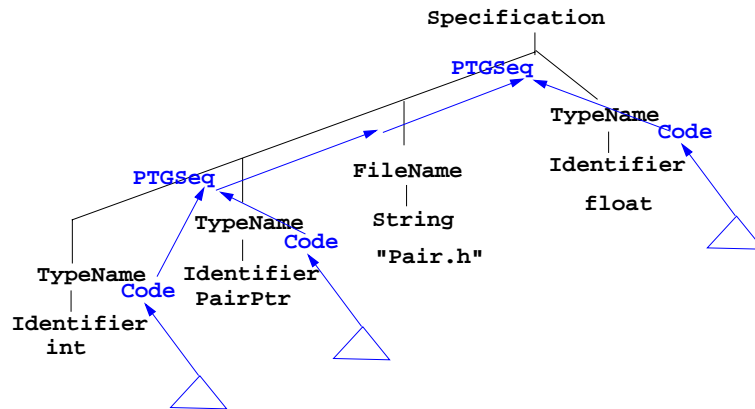 Specification
PTGSeq
TypeName
Code
Identifier
float
FileName
String
"Pair.h"
PTGSeq
TypeName
Code
Identifier
PairPtr
TypeName
Code
Identifier
int